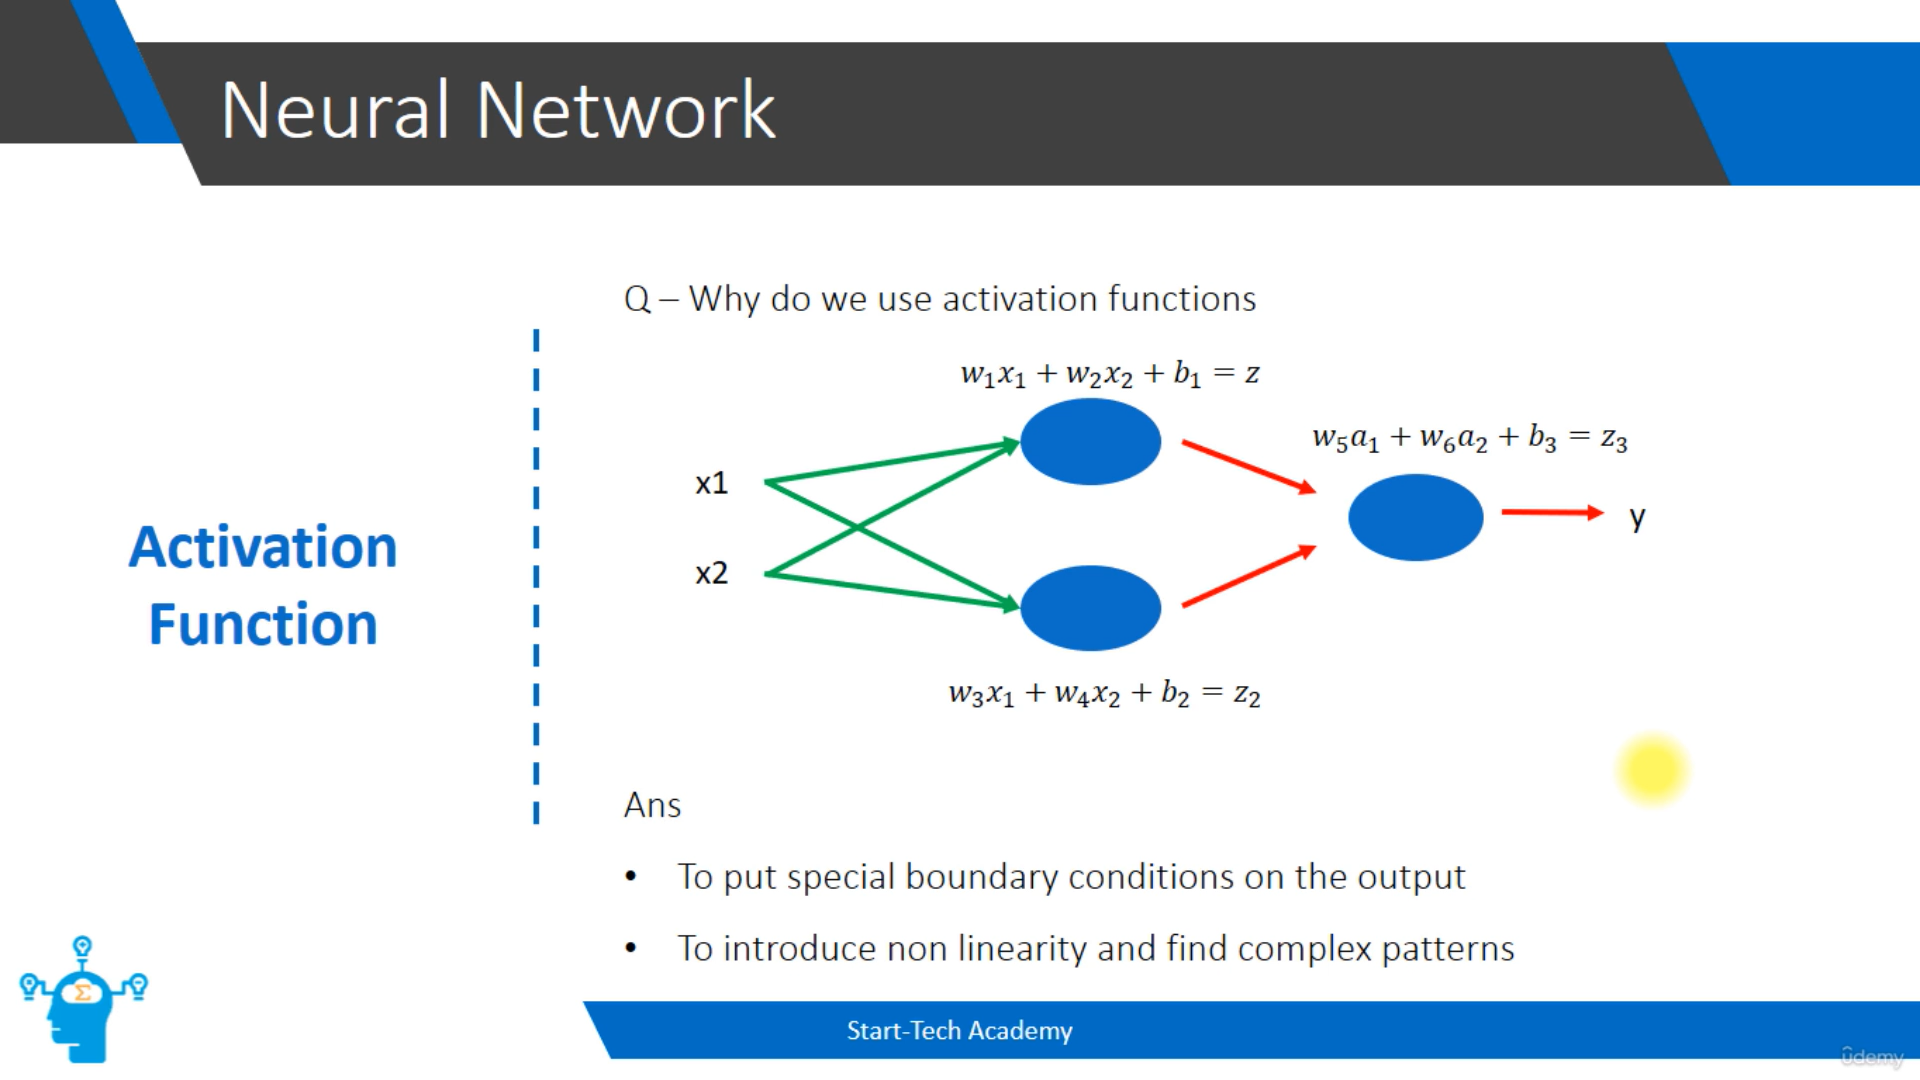 Neural Network
Q – Why do we use activation functions
w₁x₁ + w₂x₂ + b₁ = z
w₅a₁ + w₆a₂ + b₃ = z₃
x1
x2
y
w₃x₁ + w₄x₂ + b₂ = z₂
Activation
Function
Ans
• To put special boundary conditions on the output
• To introduce non linearity and find complex patterns
Σ
Start-Tech Academy
udemy